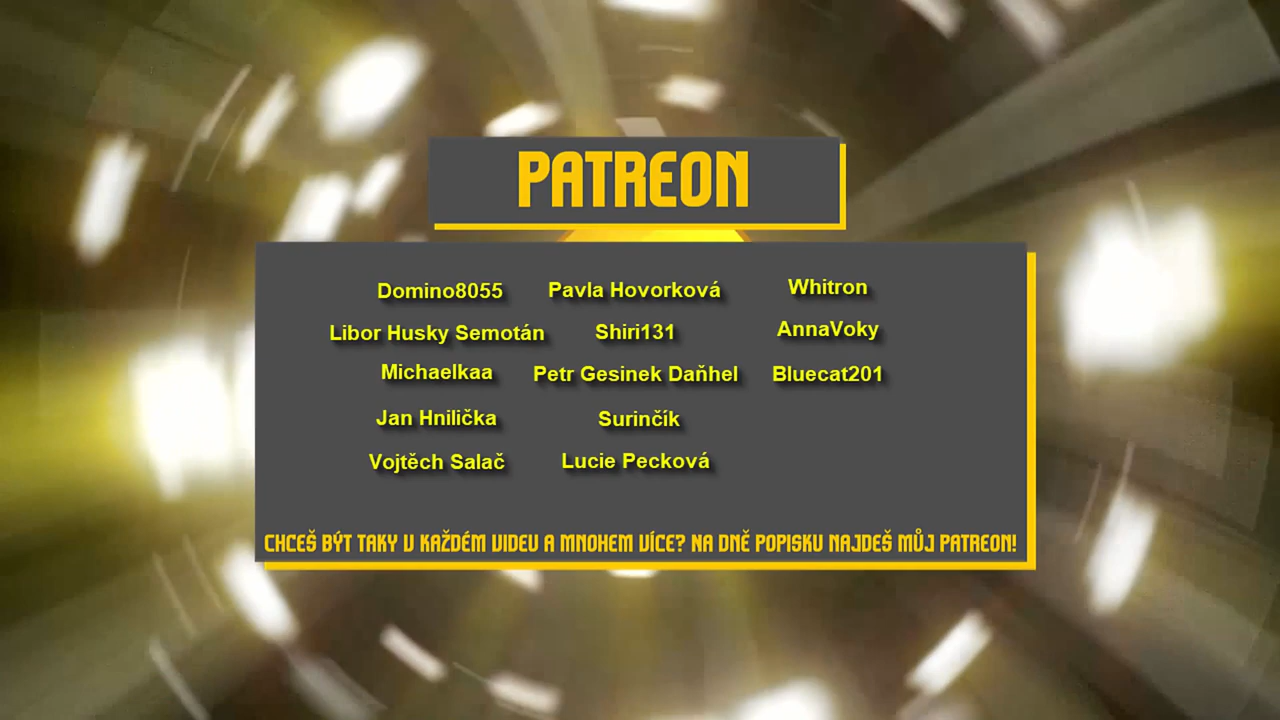 PATREON
Domino8055 Pavla Hovorková Whitron
Libor Husky Semotán Shiri131 AnnaVoky
Michaelkaa Petr Gesinek Daňhel Bluecat201
Jan Hnilička Surinčík
Vojtěch Salač Lucie Pecková
CHCEŠ BÝT TAKY V KAŽDÉM VIDEU A MNOHEM VÍCE? NA DNĚ POPISKU NAJDEŠ MŮJ PATREON!